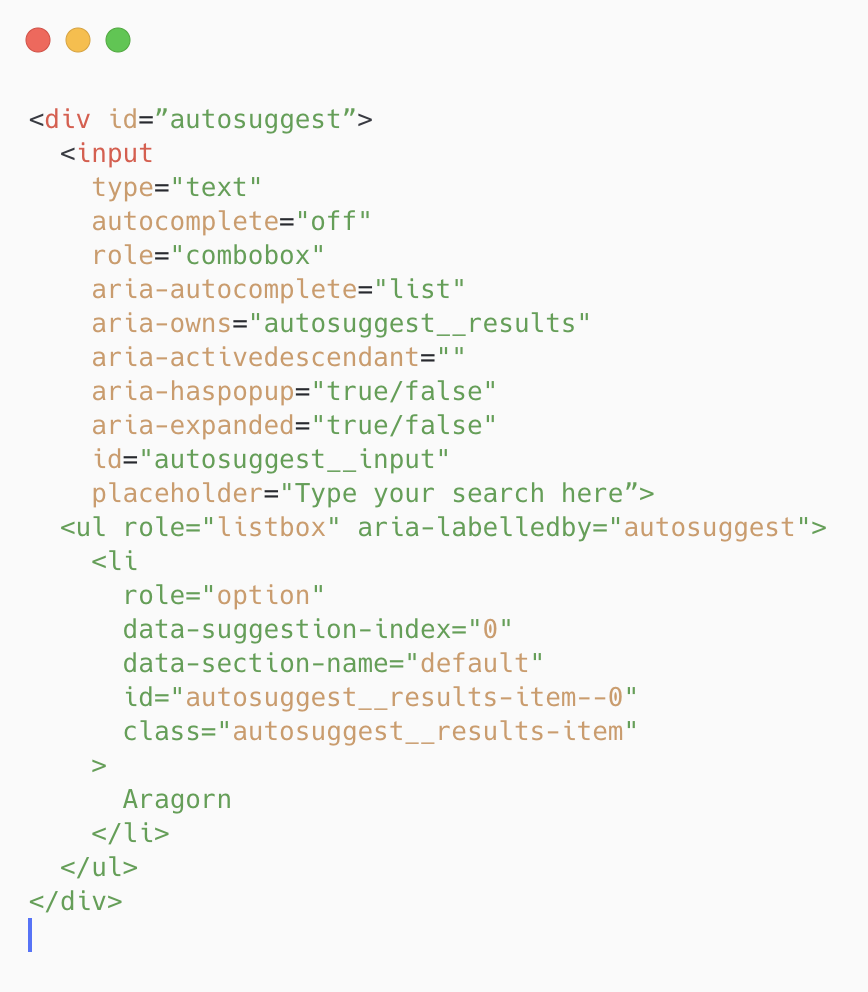 <div id=”autosuggest”>
  <input
    type="text"
    autocomplete="off"
    role="combobox"
    aria-autocomplete="list"
    aria-owns="autosuggest__results"
    aria-activedescendant=""
    aria-haspopup="true/false"
    aria-expanded="true/false"
    id="autosuggest__input"
    placeholder="Type your search here”>
  <ul role="listbox" aria-labelledby="autosuggest">
    <li
      role="option"
      data-suggestion-index="0"
      data-section-name="default"
      id="autosuggest__results-item--0"
      class="autosuggest__results-item"
    >
      Aragorn
    </li>
  </ul>
</div>